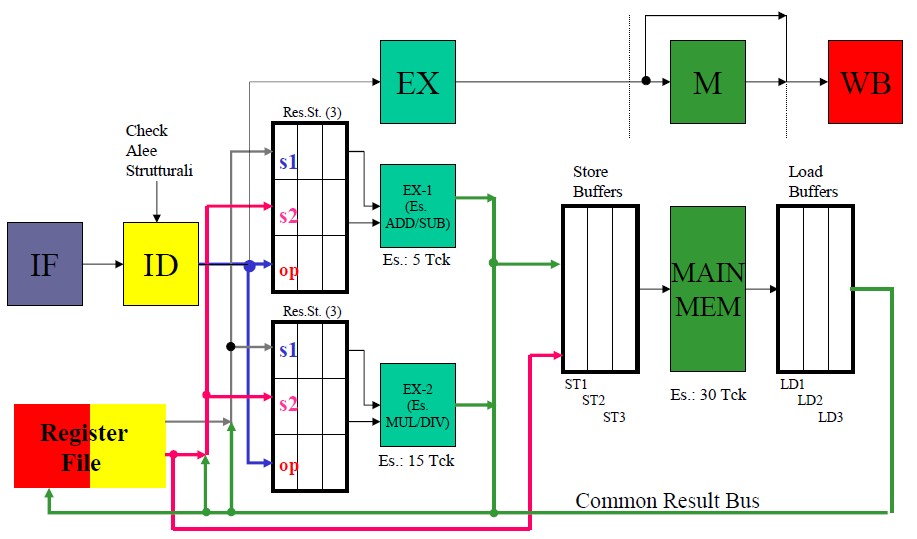 EX
M
WB
Res.St. (3)
Check
Alee
Strutturali
s1
s2
op
EX-1
(Es.
ADD/SUB)
Es.: 5 Tck
Store
Buffers
Load
Buffers
IF
ID
MAIN
MEM
Res.St. (3)
s1
s2
op
EX-2
(Es.
MUL/DIV)
Es.: 15 Tck
ST1
ST2
ST3
Es.: 30 Tck
LD1
LD2
LD3
Register
File
Common Result Bus